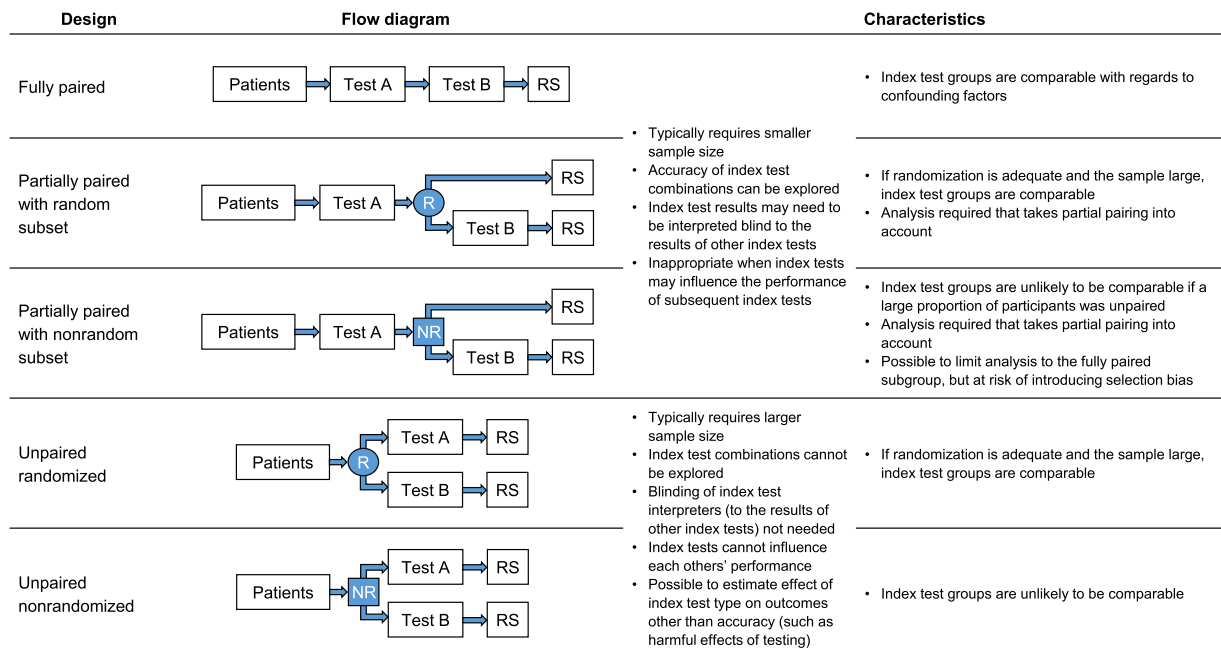 Design
Flow diagram
Characteristics
Fully paired
Patients
Test A
Test B
RS
• Index test groups are comparable with regards to
confounding factors
• Typically requires smaller
sample size
• Accuracy of index test
combinations can be explored
• Index test results may need to
be interpreted blind to the
results of other index tests
• Inappropriate when index tests
may influence the performance
of subsequent index tests
Partially paired
with random
subset
Patients
Test A
R
RS
Test B
RS
• If randomization is adequate and the sample large,
index test groups are comparable
• Analysis required that takes partial pairing into
account
Partially paired
with nonrandom
subset
Patients
Test A
NR
RS
Test B
RS
• Index test groups are unlikely to be comparable if a
large proportion of participants was unpaired
• Analysis required that takes partial pairing into
account
• Possible to limit analysis to the fully paired
subgroup, but at risk of introducing selection bias
Unpaired
randomized
Patients
R
Test A
RS
Test B
RS
• Typically requires larger
sample size
• Index test combinations cannot
be explored
• Blinding of index test
interpreters (to the results of
other index tests) not needed
• Index tests cannot influence
each others' performance
• Possible to estimate effect of
index test type on outcomes
other than accuracy (such as
harmful effects of testing)
• If randomization is adequate and the sample large,
index test groups are comparable
Unpaired
nonrandomized
Patients
NR
Test A
RS
Test B
RS
• Index test groups are unlikely to be comparable